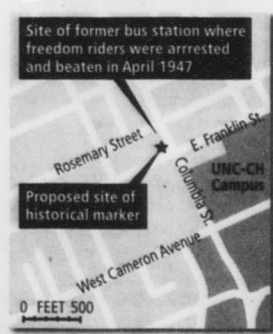 Site of former bus station where
freedom riders were arrrested
and beaten in April 1947
Rosemary Street
E. Franklin St.
UNC-CH
Campus
Columbia St.
Proposed site of
historical marker
West Cameron Avenue
0 FEET 500